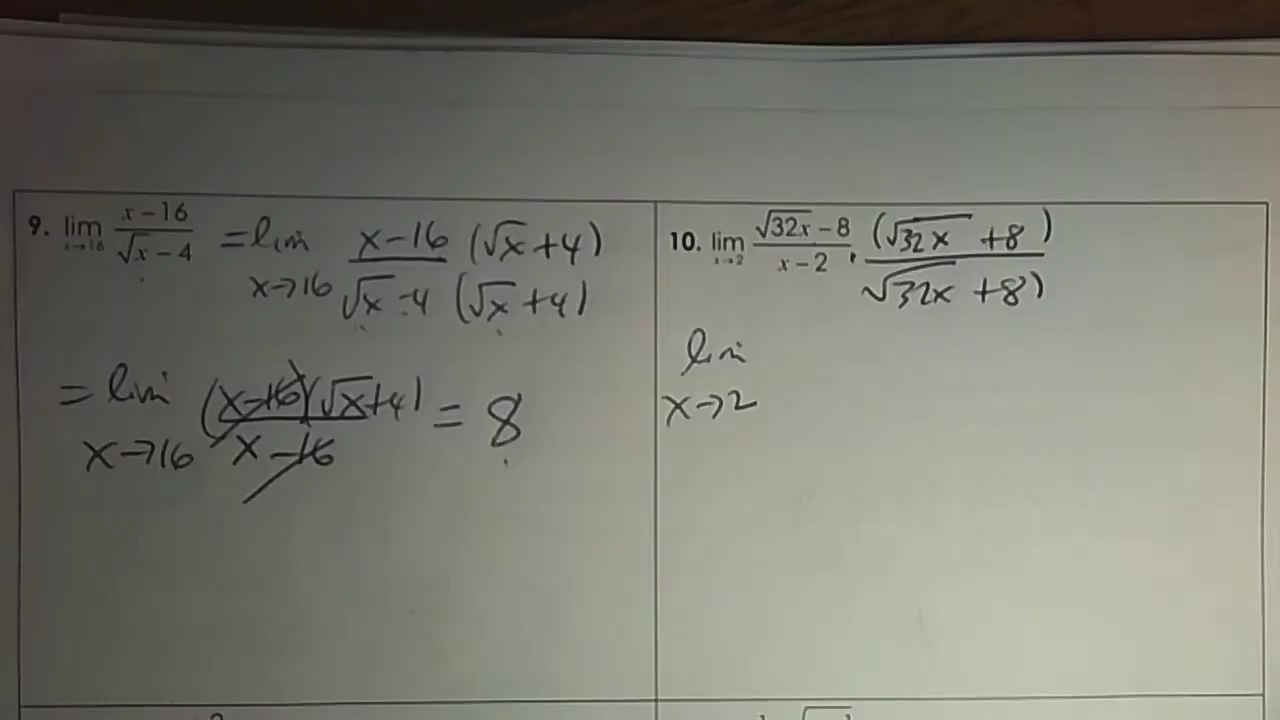 9. lim x→16 (x − 16)/(√x − 4) = lim x→16 (x−16 (√x + 4))/(√x − 4 (√x + 4))
= lim x→16 ((x−16)(√x+4))/(x−16) = 8
10. lim x→2 (√32x − 8)/(x − 2) · ((√32x + 8))/(√32x + 8)
lim
x→2